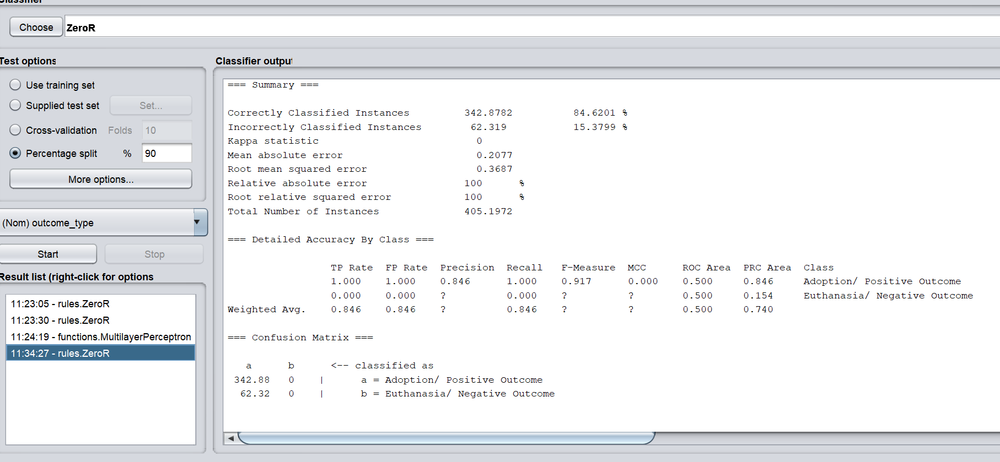 Classifier
Choose ZeroR
Test options
Use training set
Supplied test set Set...
Cross-validation Folds 10
Percentage split % 90
More options...
(Nom) outcome_type
Start Stop
Result list (right-click for options
11:23:05 - rules.ZeroR
11:23:30 - rules.ZeroR
11:24:19 - functions.MultilayerPerceptron
11:34:27 - rules.ZeroR
Classifier output
=== Summary ===
Correctly Classified Instances 342.8782 84.6201 %
Incorrectly Classified Instances 62.319 15.3799 %
Kappa statistic 0
Mean absolute error 0.2077
Root mean squared error 0.3687
Relative absolute error 100 %
Root relative squared error 100 %
Total Number of Instances 405.1972
=== Detailed Accuracy By Class ===
TP Rate FP Rate Precision Recall F-Measure MCC ROC Area PRC Area Class
1.000 1.000 0.846 1.000 0.917 0.000 0.500 0.846 Adoption/ Positive Outcome
0.000 0.000 ? 0.000 ? ? 0.500 0.154 Euthanasia/ Negative Outcome
Weighted Avg. 0.846 0.846 ? 0.846 ? ? 0.500 0.740
=== Confusion Matrix ===
a b <-- classified as
342.88 0 | a = Adoption/ Positive Outcome
62.32 0 | b = Euthanasia/ Negative Outcome